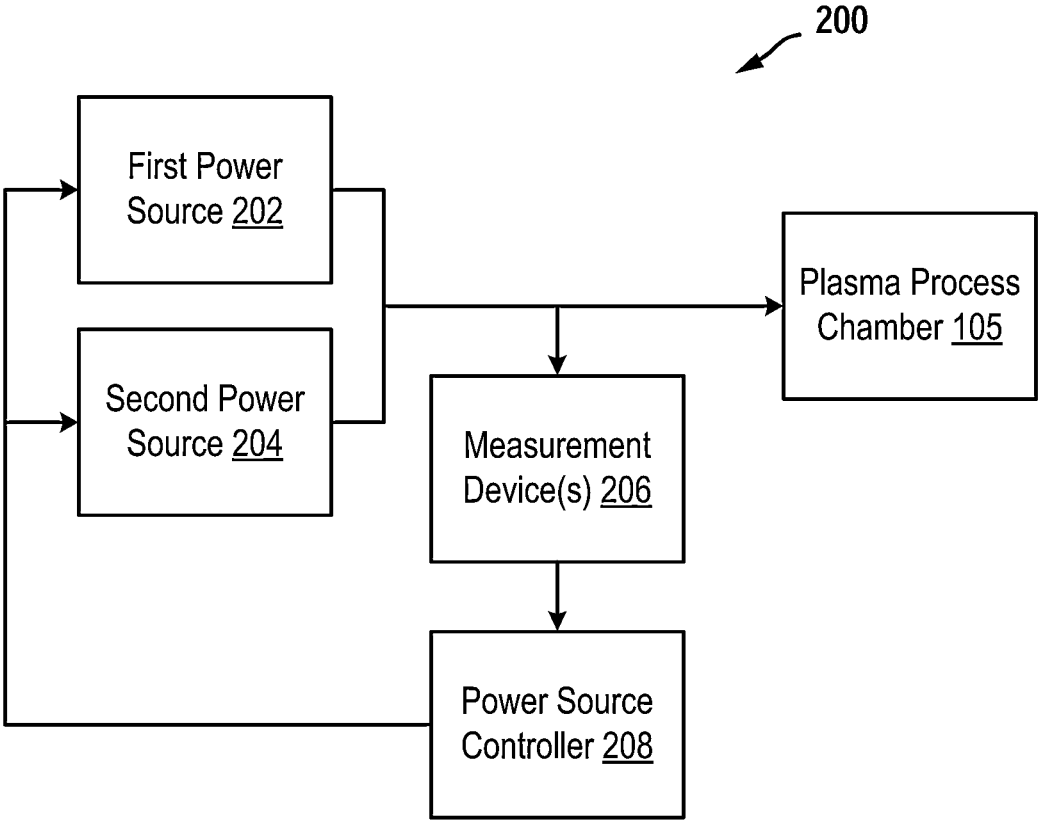 200
First Power
Source 202
Plasma Process
Chamber 105
Second Power
Source 204
Measurement
Device(s) 206
Power Source
Controller 208